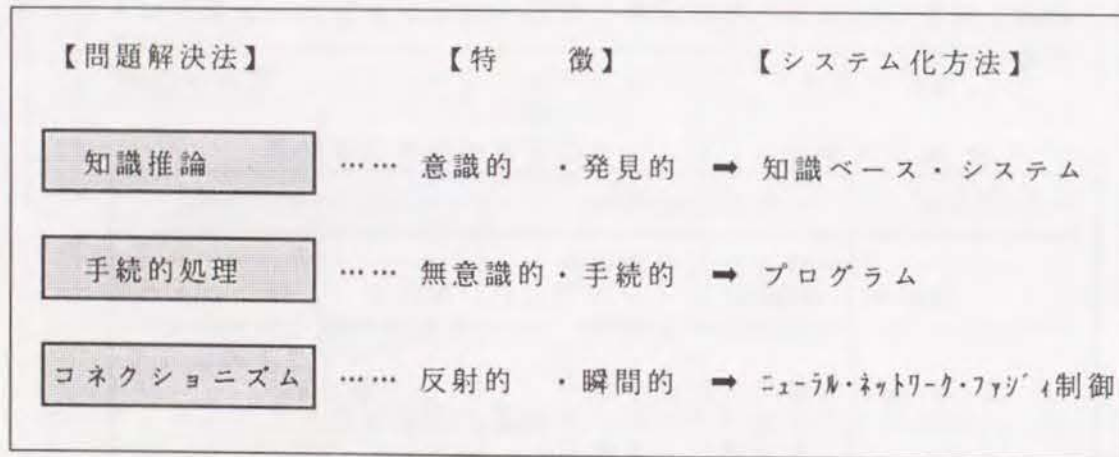 【問題解決法】 【特　　徴】 【システム化方法】
知識推論 …… 意識的 ・発見的 ➡ 知識ベース・システム
手続的処理 …… 無意識的・手続的 ➡ プログラム
コネクショニズム …… 反射的 ・瞬間的 ➡ ﾆｭｰﾗﾙ・ﾈｯﾄﾜｰｸ・ﾌｧｼﾞｨ制御